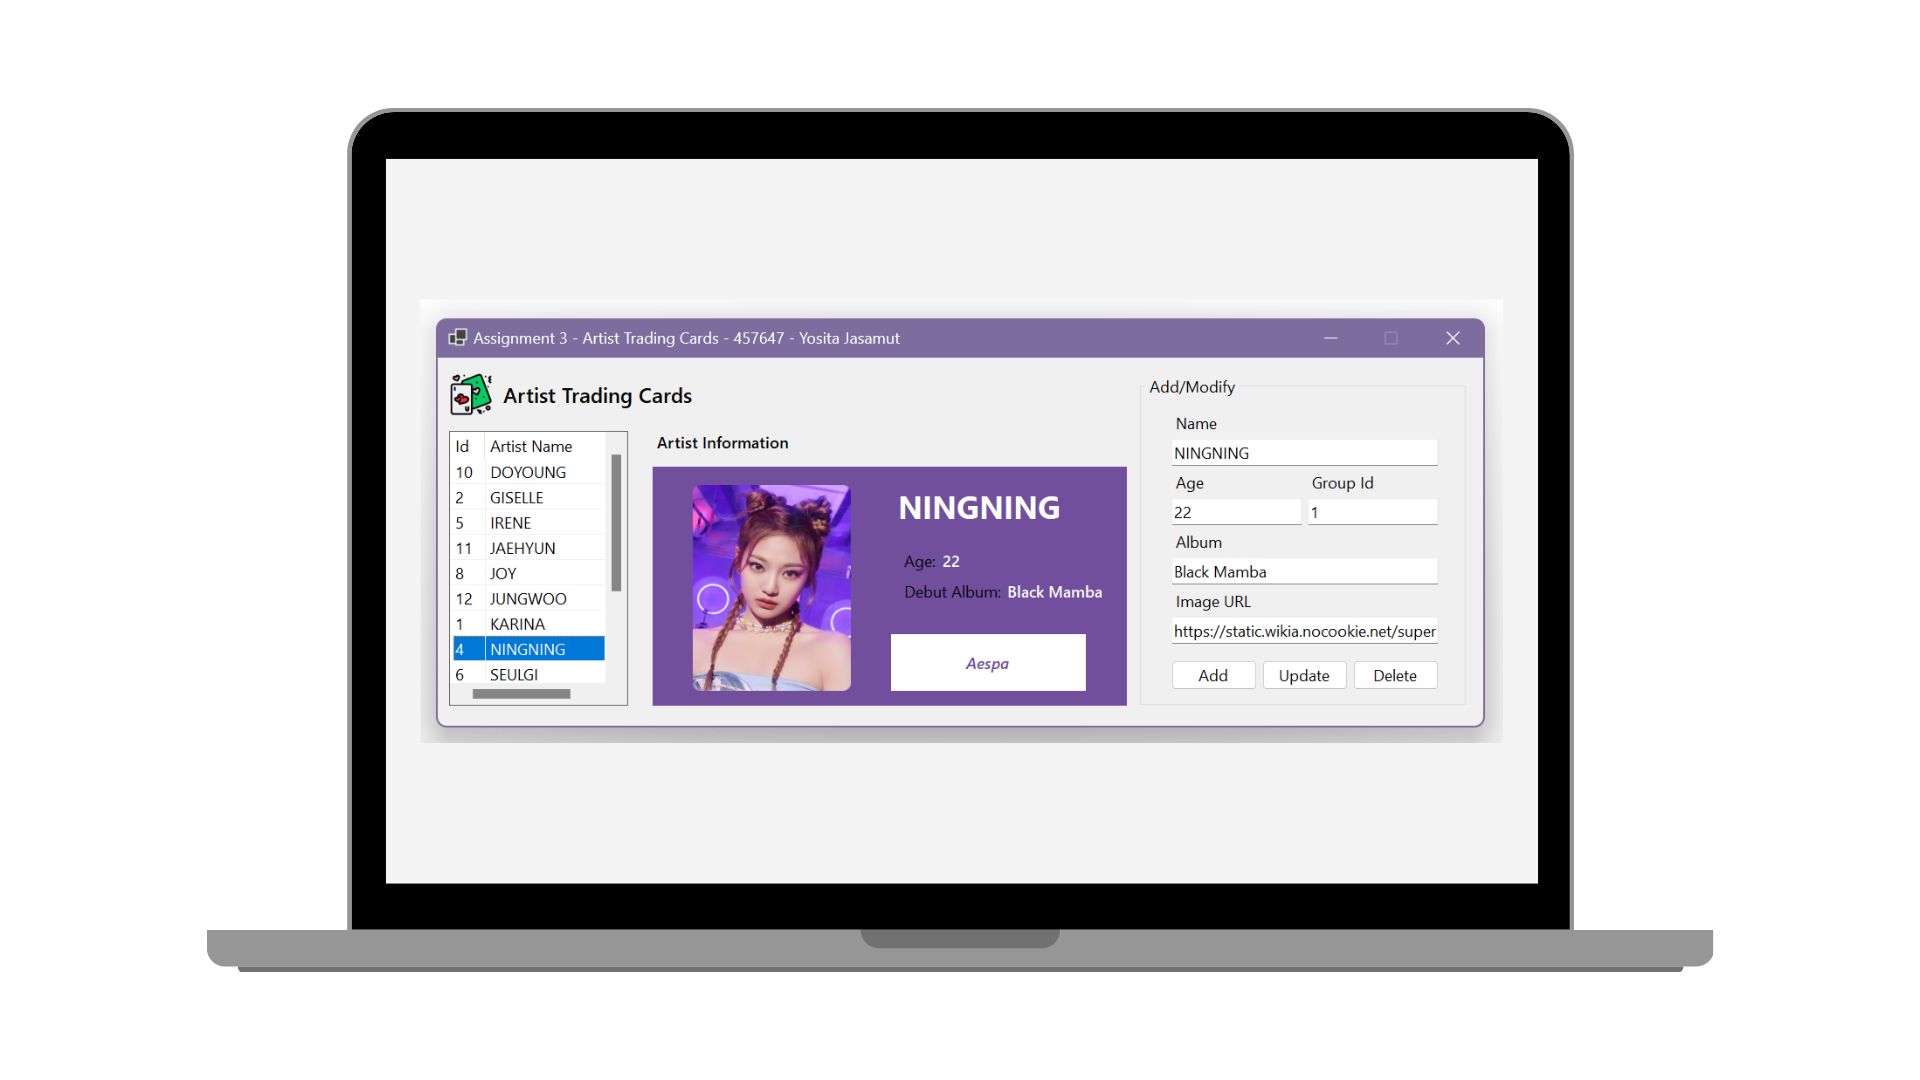 Assignment 3 - Artist Trading Cards - 457647 - Yosita Jasamut
Artist Trading Cards
Id Artist Name
10 DOYOUNG
2 GISELLE
5 IRENE
11 JAEHYUN
8 JOY
12 JUNGWOO
1 KARINA
4 NINGNING
6 SEULGI
Artist Information
NINGNING
Age: 22
Debut Album: Black Mamba
Aespa
Add/Modify
Name
NINGNING
Age Group Id
22 1
Album
Black Mamba
Image URL
https://static.wikia.nocookie.net/super
Add Update Delete